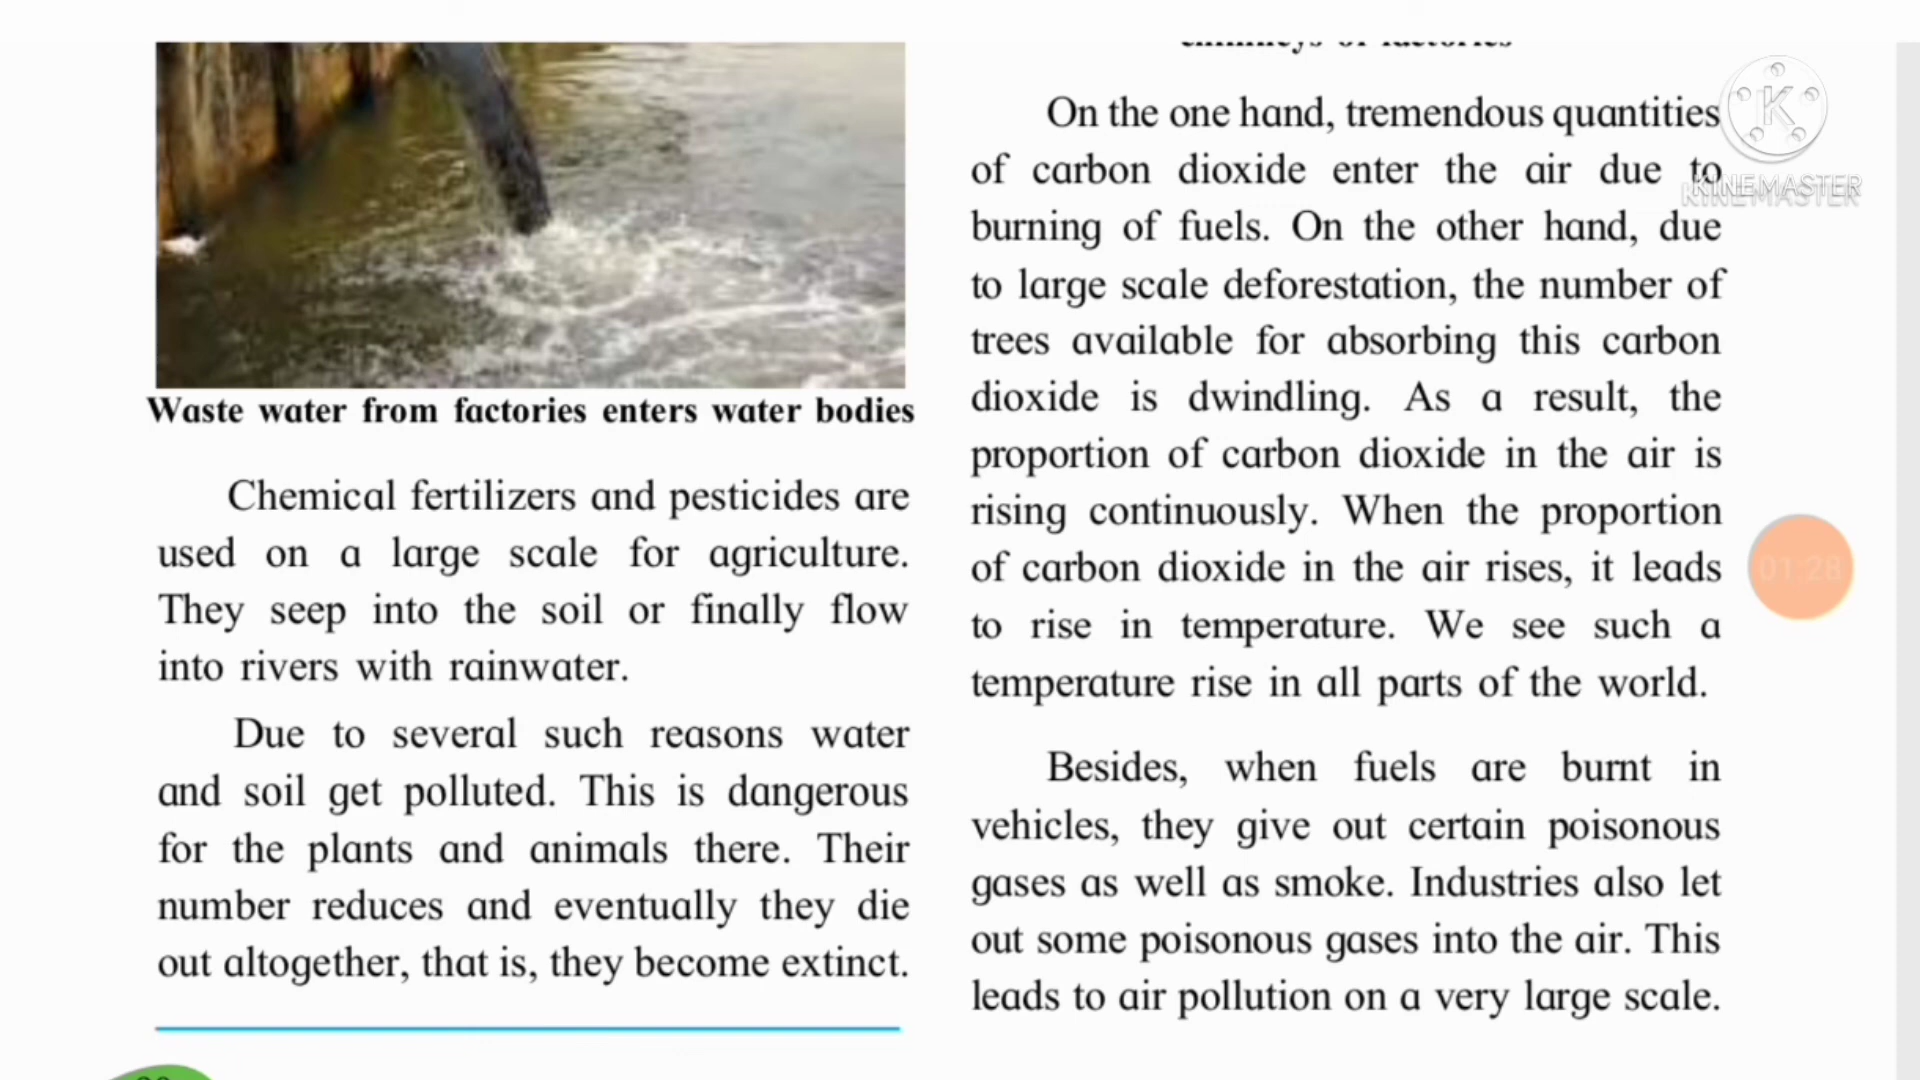 Waste water from factories enters water bodies
Chemical fertilizers and pesticides are
used on a large scale for agriculture.
They seep into the soil or finally flow
into rivers with rainwater.
Due to several such reasons water
and soil get polluted. This is dangerous
for the plants and animals there. Their
number reduces and eventually they die
out altogether, that is, they become extinct.
chimneys of factories
On the one hand, tremendous quantities
of carbon dioxide enter the air due to
burning of fuels. On the other hand, due
to large scale deforestation, the number of
trees available for absorbing this carbon
dioxide is dwindling. As a result, the
proportion of carbon dioxide in the air is
rising continuously. When the proportion
of carbon dioxide in the air rises, it leads
to rise in temperature. We see such a
temperature rise in all parts of the world.
Besides, when fuels are burnt in
vehicles, they give out certain poisonous
gases as well as smoke. Industries also let
out some poisonous gases into the air. This
leads to air pollution on a very large scale.
K
KINEMASTER
01:28